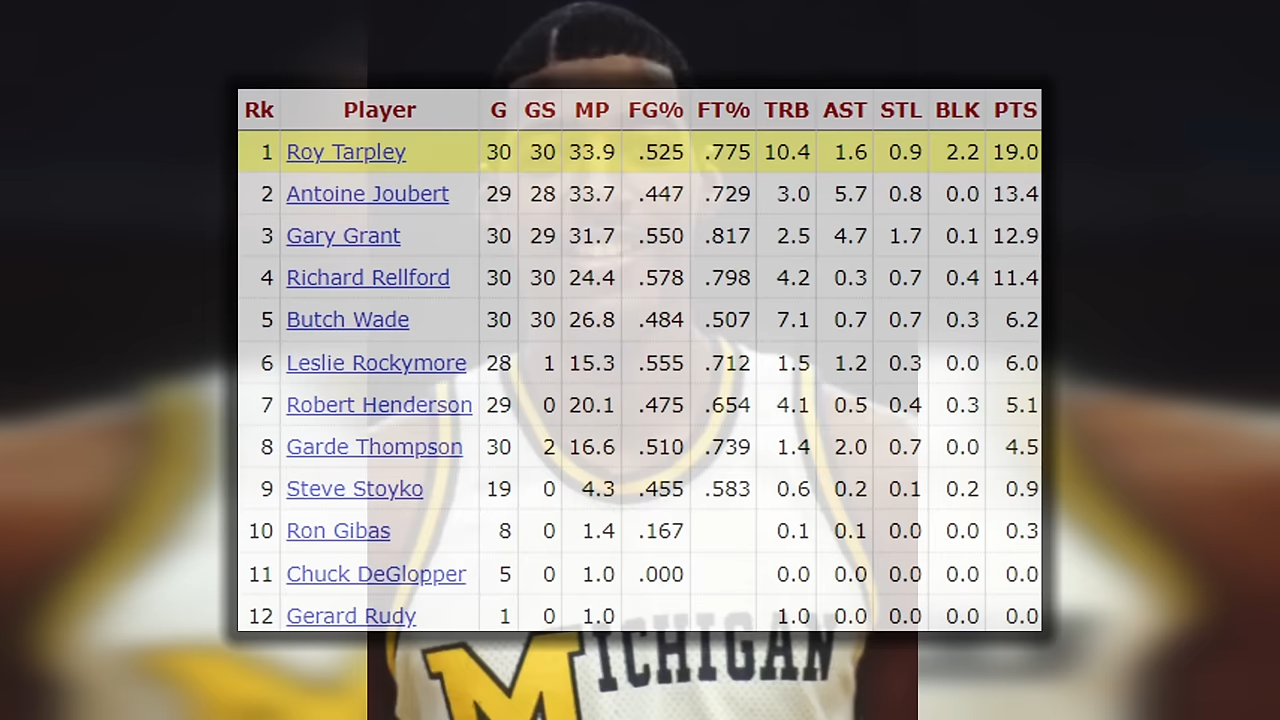 Rk Player G GS MP FG% FT% TRB AST STL BLK PTS
1 Roy Tarpley 30 30 33.9 .525 .775 10.4 1.6 0.9 2.2 19.0
2 Antoine Joubert 29 28 33.7 .447 .729 3.0 5.7 0.8 0.0 13.4
3 Gary Grant 30 29 31.7 .550 .817 2.5 4.7 1.7 0.1 12.9
4 Richard Rellford 30 30 24.4 .578 .798 4.2 0.3 0.7 0.4 11.4
5 Butch Wade 30 30 26.8 .484 .507 7.1 0.7 0.7 0.3 6.2
6 Leslie Rockymore 28 1 15.3 .555 .712 1.5 1.2 0.3 0.0 6.0
7 Robert Henderson 29 0 20.1 .475 .654 4.1 0.5 0.4 0.3 5.1
8 Garde Thompson 30 2 16.6 .510 .739 1.4 2.0 0.7 0.0 4.5
9 Steve Stoyko 19 0 4.3 .455 .583 0.6 0.2 0.1 0.2 0.9
10 Ron Gibas 8 0 1.4 .167 0.1 0.1 0.0 0.0 0.3
11 Chuck DeGlopper 5 0 1.0 .000 0.0 0.0 0.0 0.0 0.0
12 Gerard Rudy 1 0 1.0 1.0 0.0 0.0 0.0 0.0
MICHIGAN